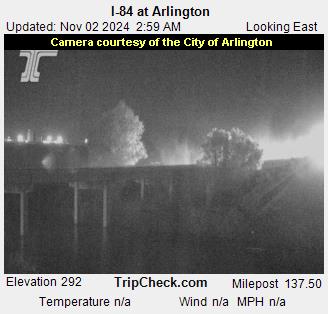 I-84 at Arlington
Updated: Nov 02 2024 2:59 AM Looking East
Camera courtesy of the City of Arlington
Elevation 292 TripCheck.com Milepost 137.50
Temperature n/a Wind n/a MPH n/a